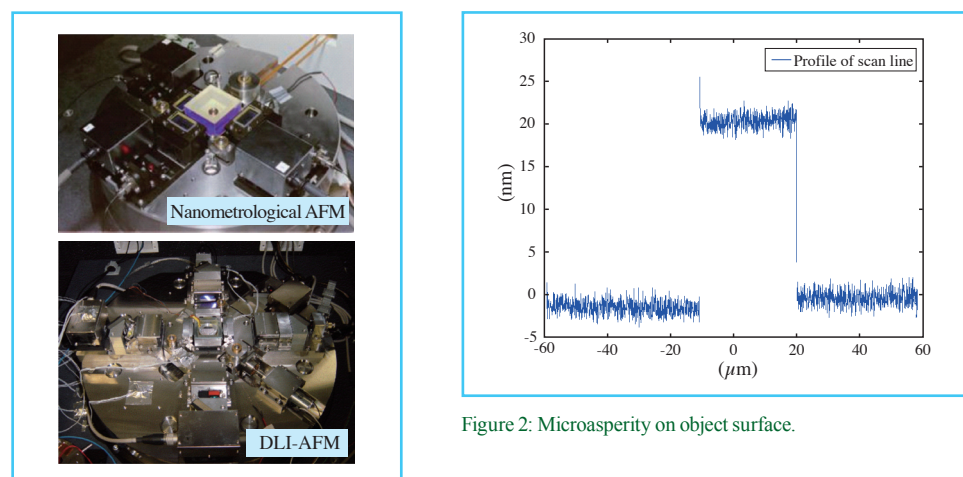 Nanometrological AFM
DLI-AFM
30
25
20
15
10
5
0
-5
(nm)
Profile of scan line
-60
-40
-20
0
20
40
60
(µm)
Figure 2: Microasperity on object surface.